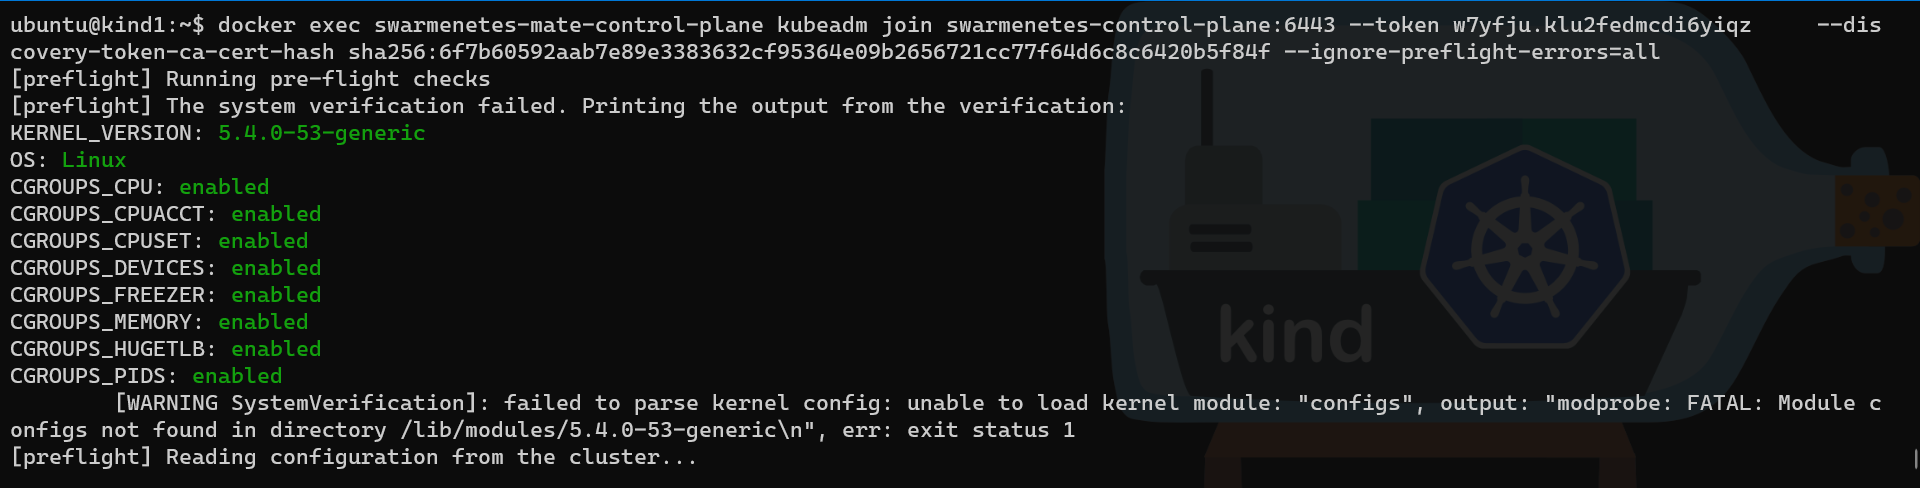 ubuntu@kind1:~$ docker exec swarmenetes-mate-control-plane kubeadm join swarmenetes-control-plane:6443 --token w7yfju.klu2fedmcdi6yiqz     --dis
covery-token-ca-cert-hash sha256:6f7b60592aab7e89e3383632cf95364e09b2656721cc77f64d6c8c6420b5f84f --ignore-preflight-errors=all
[preflight] Running pre-flight checks
[preflight] The system verification failed. Printing the output from the verification:
KERNEL_VERSION: 5.4.0-53-generic
OS: Linux
CGROUPS_CPU: enabled
CGROUPS_CPUACCT: enabled
CGROUPS_CPUSET: enabled
CGROUPS_DEVICES: enabled
CGROUPS_FREEZER: enabled
CGROUPS_MEMORY: enabled
CGROUPS_HUGETLB: enabled
CGROUPS_PIDS: enabled
        [WARNING SystemVerification]: failed to parse kernel config: unable to load kernel module: "configs", output: "modprobe: FATAL: Module c
onfigs not found in directory /lib/modules/5.4.0-53-generic\n", err: exit status 1
[preflight] Reading configuration from the cluster...
kind